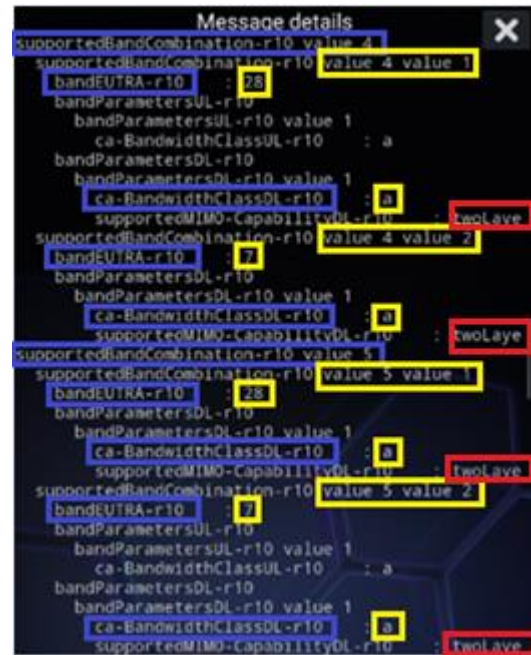 Message details
supportedBandCombination-r10 value 4
supportedBandCombination-r10 value 4 value 1
bandEUTRA-r10 : 28
bandParametersUL-r10
bandParametersUL-r10 value 1
ca-BandwidthClassUL-r10 : a
bandParametersDL-r10
bandParametersDL-r10 value 1
ca-BandwidthClassDL-r10 : a
supportedMIMO-CapabilityDL-r10 : twoLaye
supportedBandCombination-r10 value 4 value 2
bandEUTRA-r10 : 7
bandParametersDL-r10
bandParametersDL-r10 value 1
ca-BandwidthClassDL-r10 : a
supportedMIMO-CapabilityDL-r10 : twoLaye
supportedBandCombination-r10 value 5
supportedBandCombination-r10 value 5 value 1
bandEUTRA-r10 : 28
bandParametersDL-r10
bandParametersDL-r10 value 1
ca-BandwidthClassDL-r10 : a
supportedMIMO-CapabilityDL-r10 : twoLaye
supportedBandCombination-r10 value 5 value 2
bandEUTRA-r10 : 7
bandParametersUL-r10
bandParametersUL-r10 value 1
ca-BandwidthClassUL-r10 : a
bandParametersDL-r10
bandParametersDL-r10 value 1
ca-BandwidthClassDL-r10 : a
supportedMIMO-CapabilityDL-r10 : twoLaye